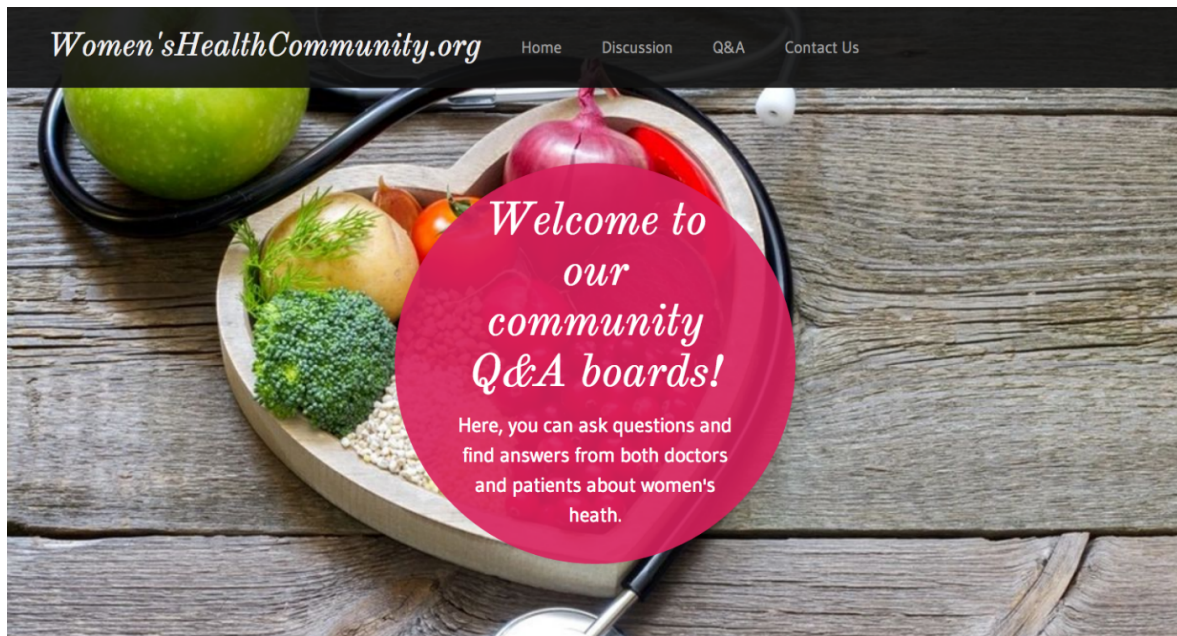 Women'sHealthCommunity.org
Home
Discussion
Q&A
Contact Us
Welcome to
our
community
Q&A boards!
Here, you can ask questions and
find answers from both doctors
and patients about women's
heath.